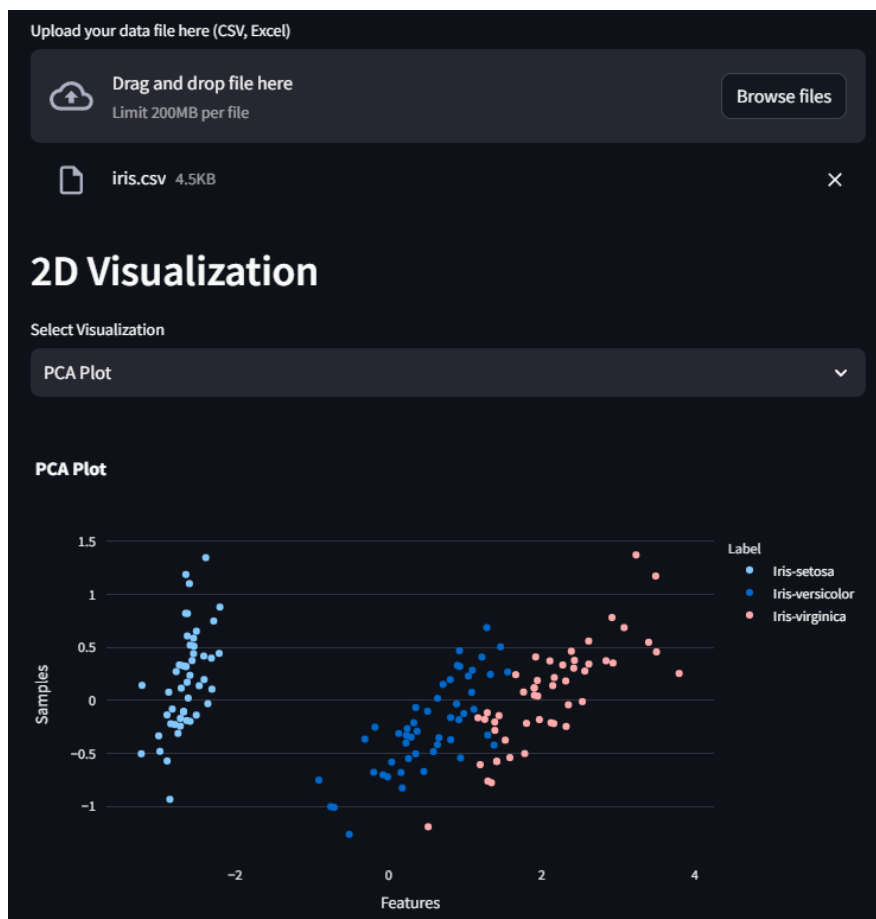 Upload your data file here (CSV, Excel)
Drag and drop file here
Limit 200MB per file
Browse files
iris.csv 4.5KB
2D Visualization
Select Visualization
PCA Plot
PCA Plot
Label
Iris-setosa
Iris-versicolor
Iris-virginica
Samples
1.5
1
0.5
0
−0.5
−1
−2 0 2 4
Features